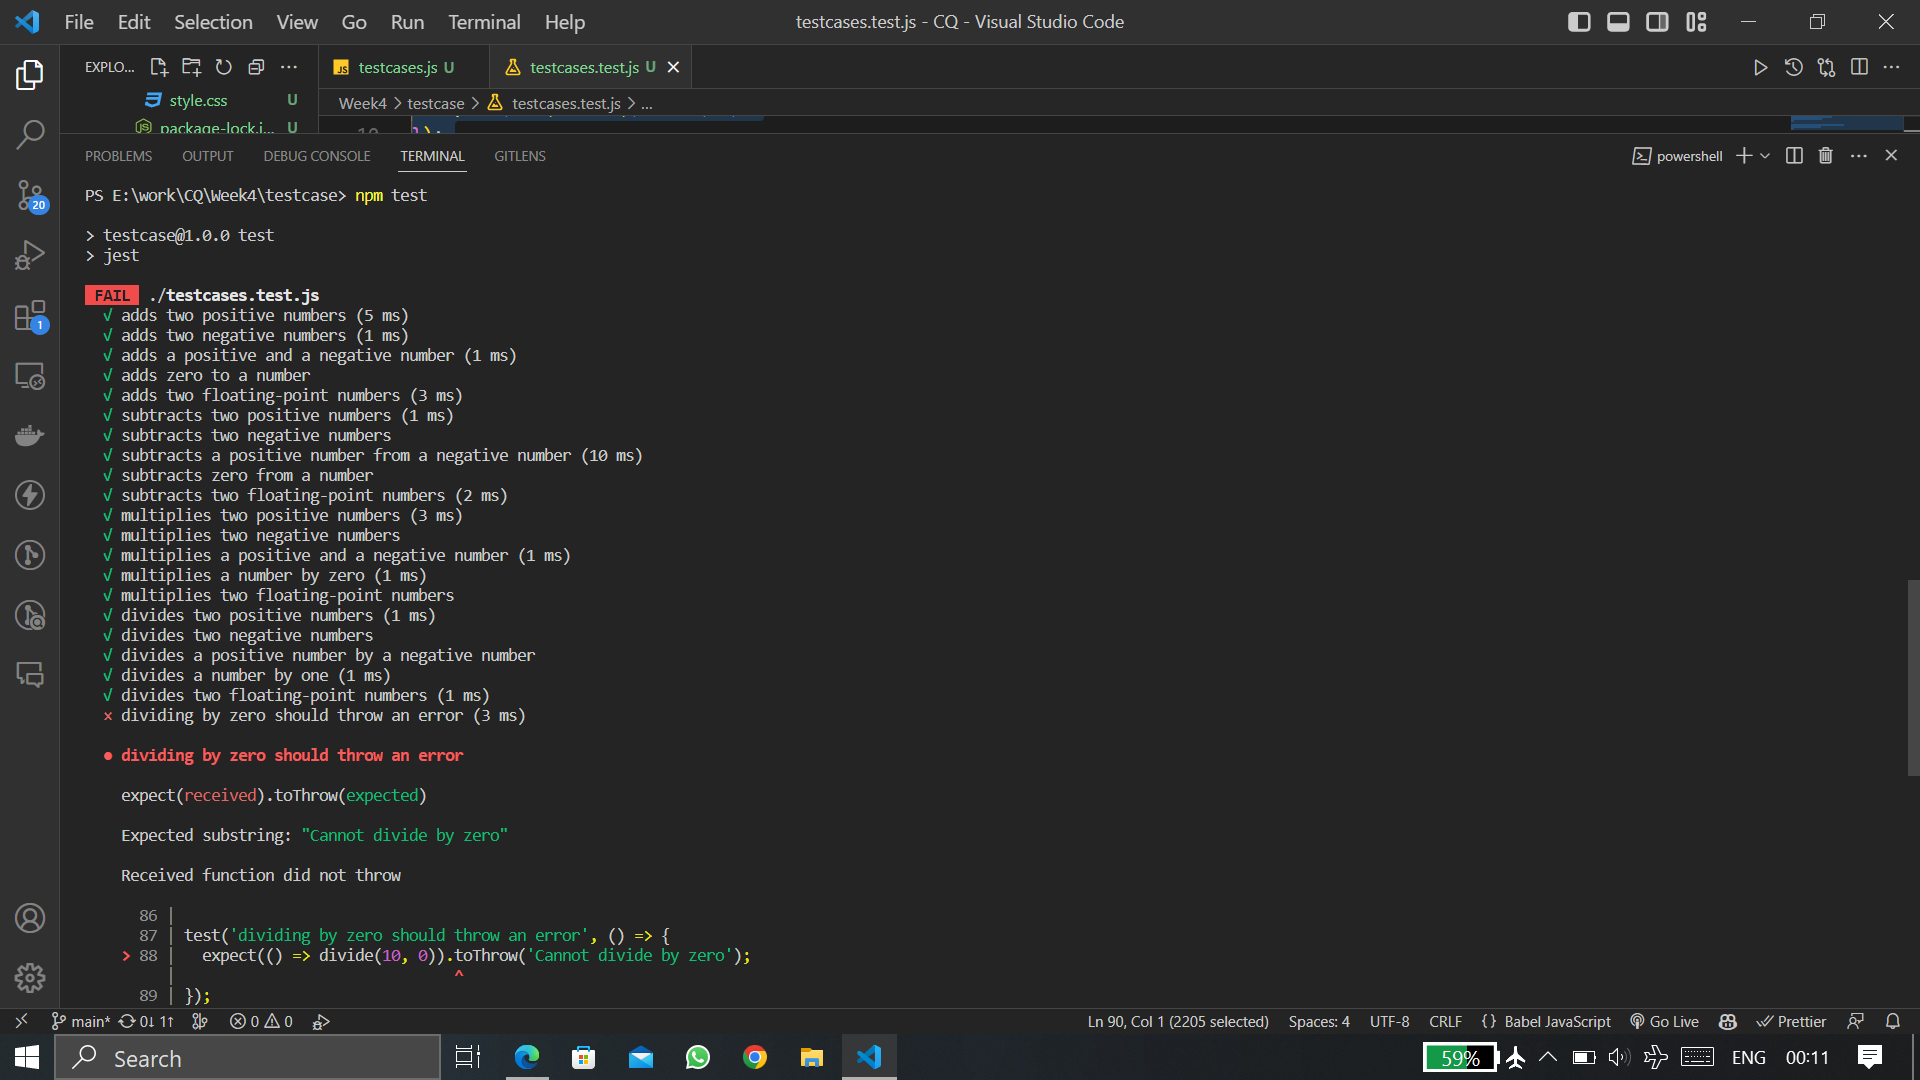 File Edit Selection View Go Run Terminal Help
testcases.test.js - CQ - Visual Studio Code
EXPLO...
testcases.js U
testcases.test.js U
style.css U
Week4 > testcase > testcases.test.js > ...
package-lock.j... U
PROBLEMS OUTPUT DEBUG CONSOLE TERMINAL GITLENS
powershell
PS E:\work\CQ\Week4\testcase> npm test
> testcase@1.0.0 test
> jest
FAIL ./testcases.test.js
√ adds two positive numbers (5 ms)
√ adds two negative numbers (1 ms)
√ adds a positive and a negative number (1 ms)
√ adds zero to a number
√ adds two floating-point numbers (3 ms)
√ subtracts two positive numbers (1 ms)
√ subtracts two negative numbers
√ subtracts a positive number from a negative number (10 ms)
√ subtracts zero from a number
√ subtracts two floating-point numbers (2 ms)
√ multiplies two positive numbers (3 ms)
√ multiplies two negative numbers
√ multiplies a positive and a negative number (1 ms)
√ multiplies a number by zero (1 ms)
√ multiplies two floating-point numbers
√ divides two positive numbers (1 ms)
√ divides two negative numbers
√ divides a positive number by a negative number
√ divides a number by one (1 ms)
√ divides two floating-point numbers (1 ms)
× dividing by zero should throw an error (3 ms)
● dividing by zero should throw an error
expect(received).toThrow(expected)
Expected substring: "Cannot divide by zero"
Received function did not throw
86 |
87 | test('dividing by zero should throw an error', () => {
> 88 |   expect(() => divide(10, 0)).toThrow('Cannot divide by zero');
|                              ^
89 | });
20
1
main* 0↓ 1↑ 0 0
Ln 90, Col 1 (2205 selected) Spaces: 4 UTF-8 CRLF {} Babel JavaScript Go Live Prettier
Search
59%
ENG 00:11